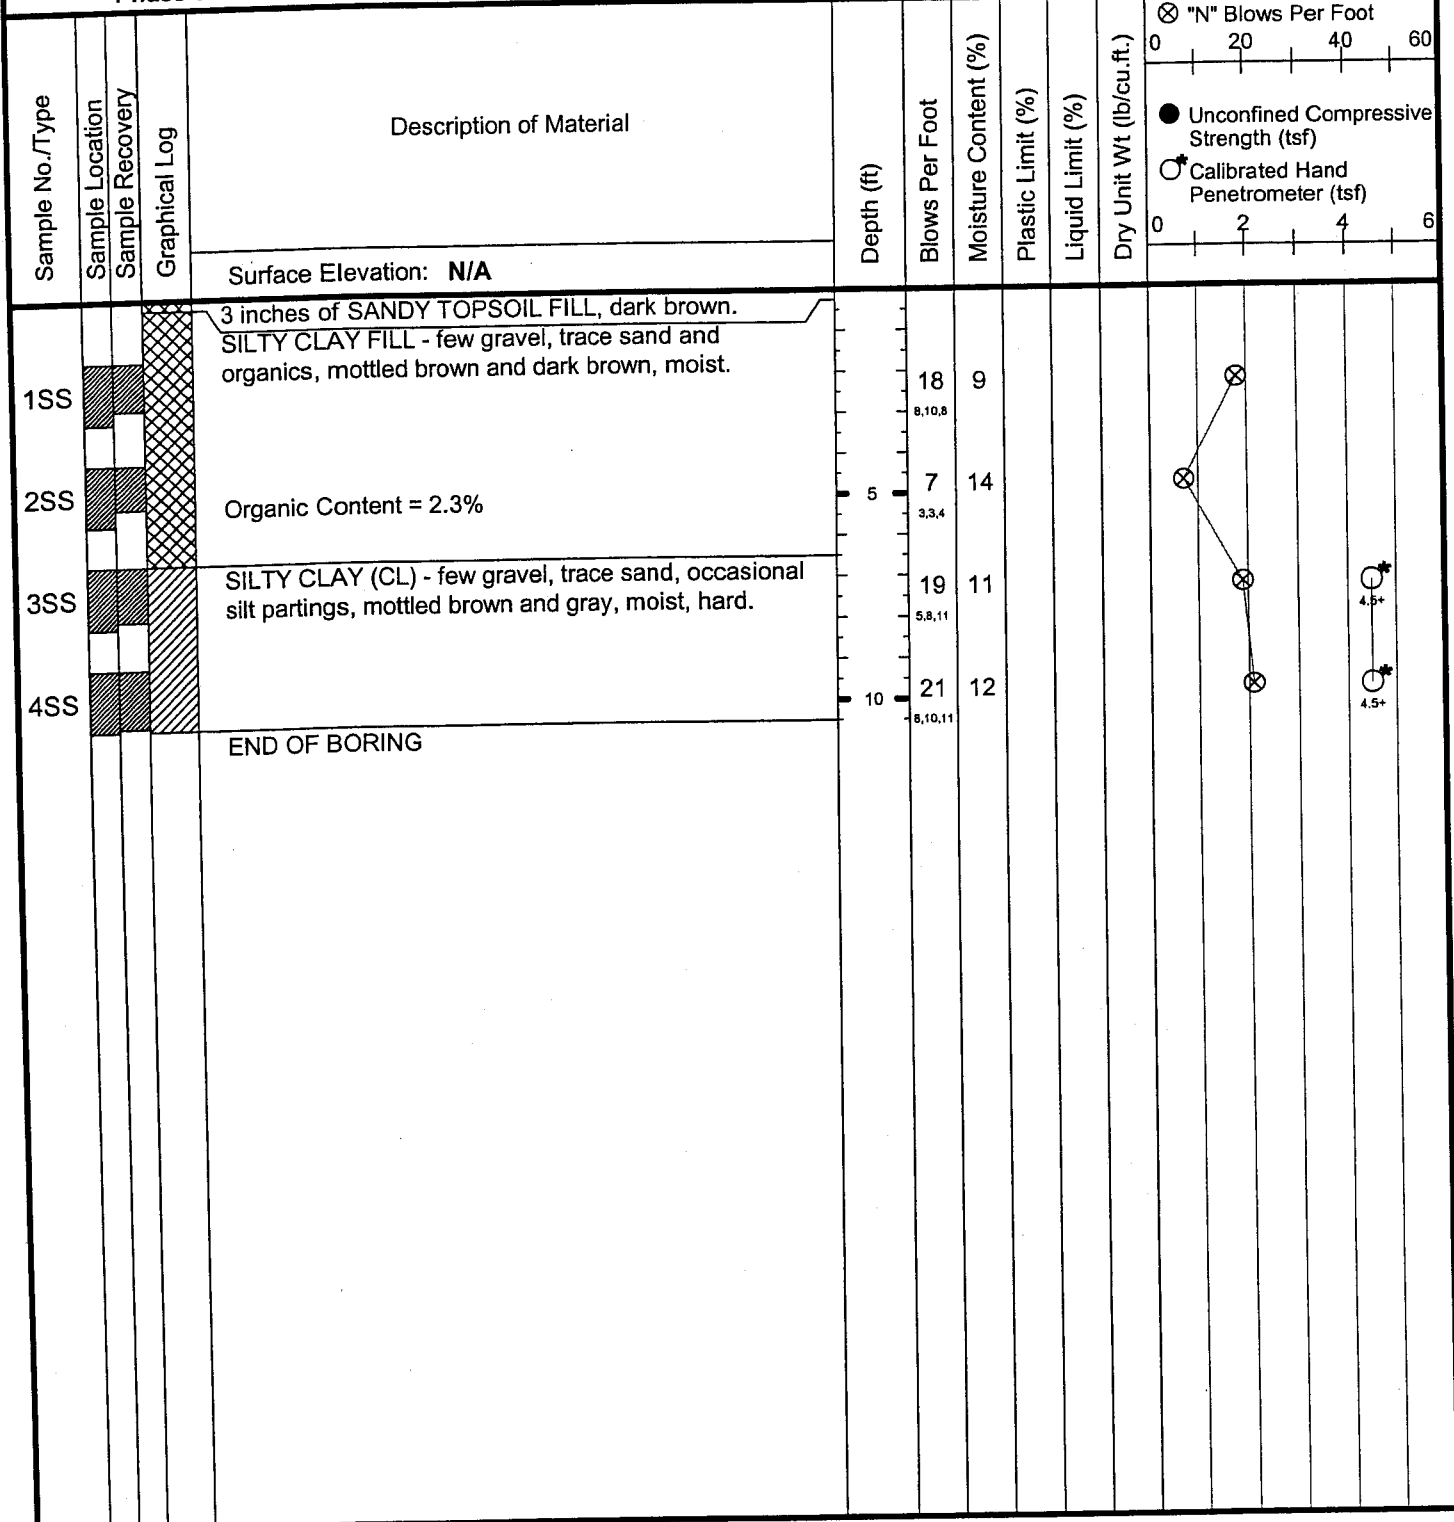 "N" Blows Per Foot
0 20 40 60
Unconfined Compressive
Strength (tsf)
* Calibrated Hand
Penetrometer (tsf)
0 2 4 6
Sample No./Type
Sample Location
Sample Recovery
Graphical Log
Description of Material
Surface Elevation: N/A
Depth (ft)
Blows Per Foot
Moisture Content (%)
Plastic Limit (%)
Liquid Limit (%)
Dry Unit Wt (lb/cu.ft.)
3 inches of SANDY TOPSOIL FILL, dark brown.
SILTY CLAY FILL - few gravel, trace sand and
organics, mottled brown and dark brown, moist.
1SS 18 9
8,10,8
2SS Organic Content = 2.3% 5 7 14
3,3,4
SILTY CLAY (CL) - few gravel, trace sand, occasional
silt partings, mottled brown and gray, moist, hard.
3SS 19 11 *
5,8,11 4.5+
4SS 10 21 12 *
8,10,11 4.5+
END OF BORING